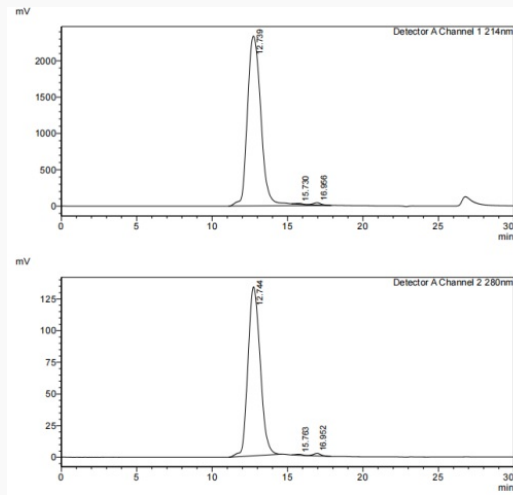 mV
Detector A Channel 1 214nm
12.739
2000
1500
1000
500
15.730
16.956
0
0 5 10 15 20 25 30
min
mV
Detector A Channel 2 280nm
12.744
125
100
75
50
25
15.763
16.952
0
0 5 10 15 20 25 30
min